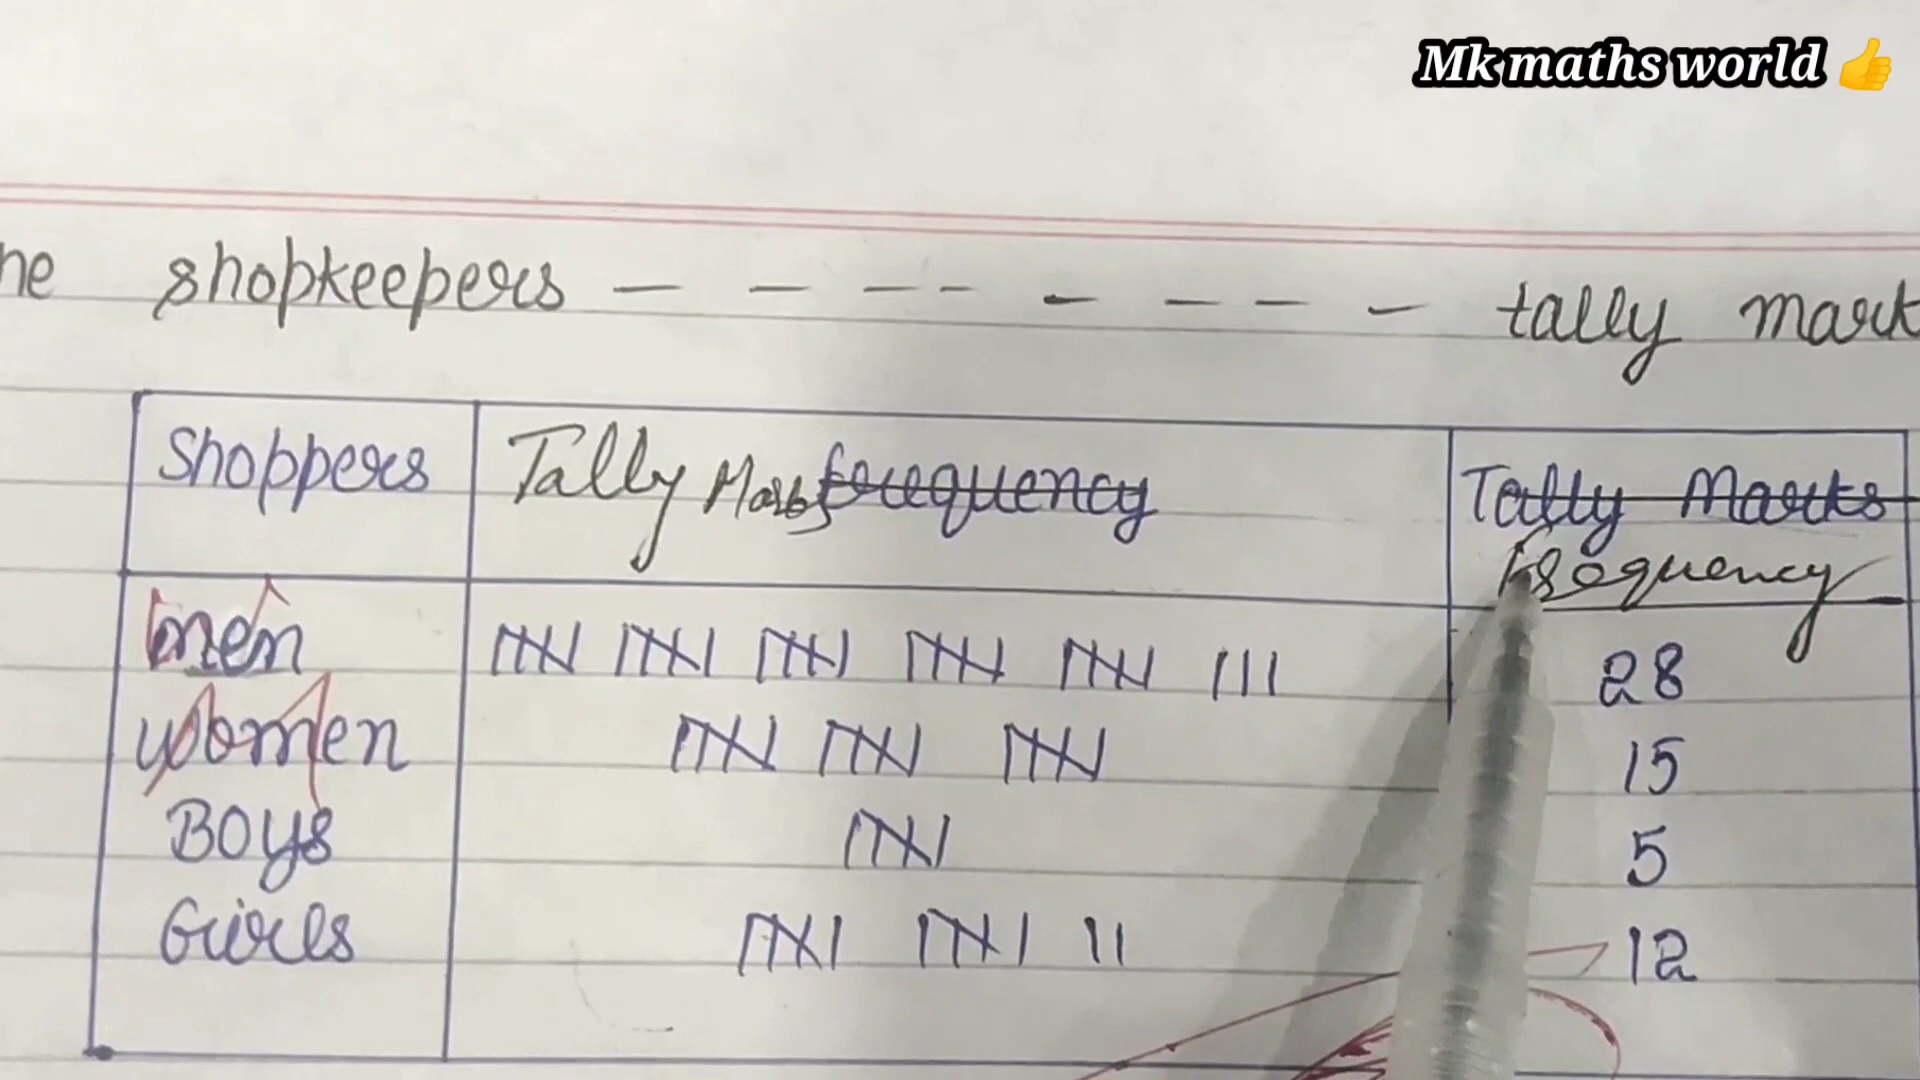 Mk maths world 👍
he shopkeepers — — — — — — — — tally mark
Shoppers Tally Marks frequency Tally Marks
Frequency
men 28
women 15
Boys 5
Girls 12